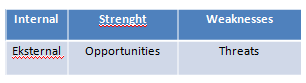 Internal Strenght Weaknesses
Eksternal Opportunities Threats